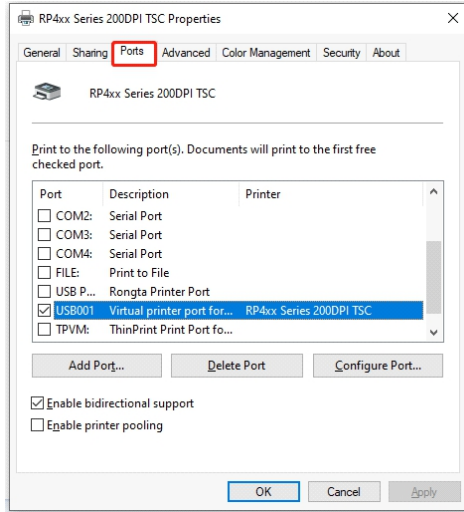 RP4xx Series 200DPI TSC Properties
General Sharing Ports Advanced Color Management Security About
RP4xx Series 200DPI TSC
Print to the following port(s). Documents will print to the first free
checked port.
Port Description Printer
COM2: Serial Port
COM3: Serial Port
COM4: Serial Port
FILE: Print to File
USB P... Rongta Printer Port
USB001 Virtual printer port for... RP4xx Series 200DPI TSC
TPVM: ThinPrint Print Port fo...
Add Port... Delete Port Configure Port...
Enable bidirectional support
Enable printer pooling
OK Cancel Apply